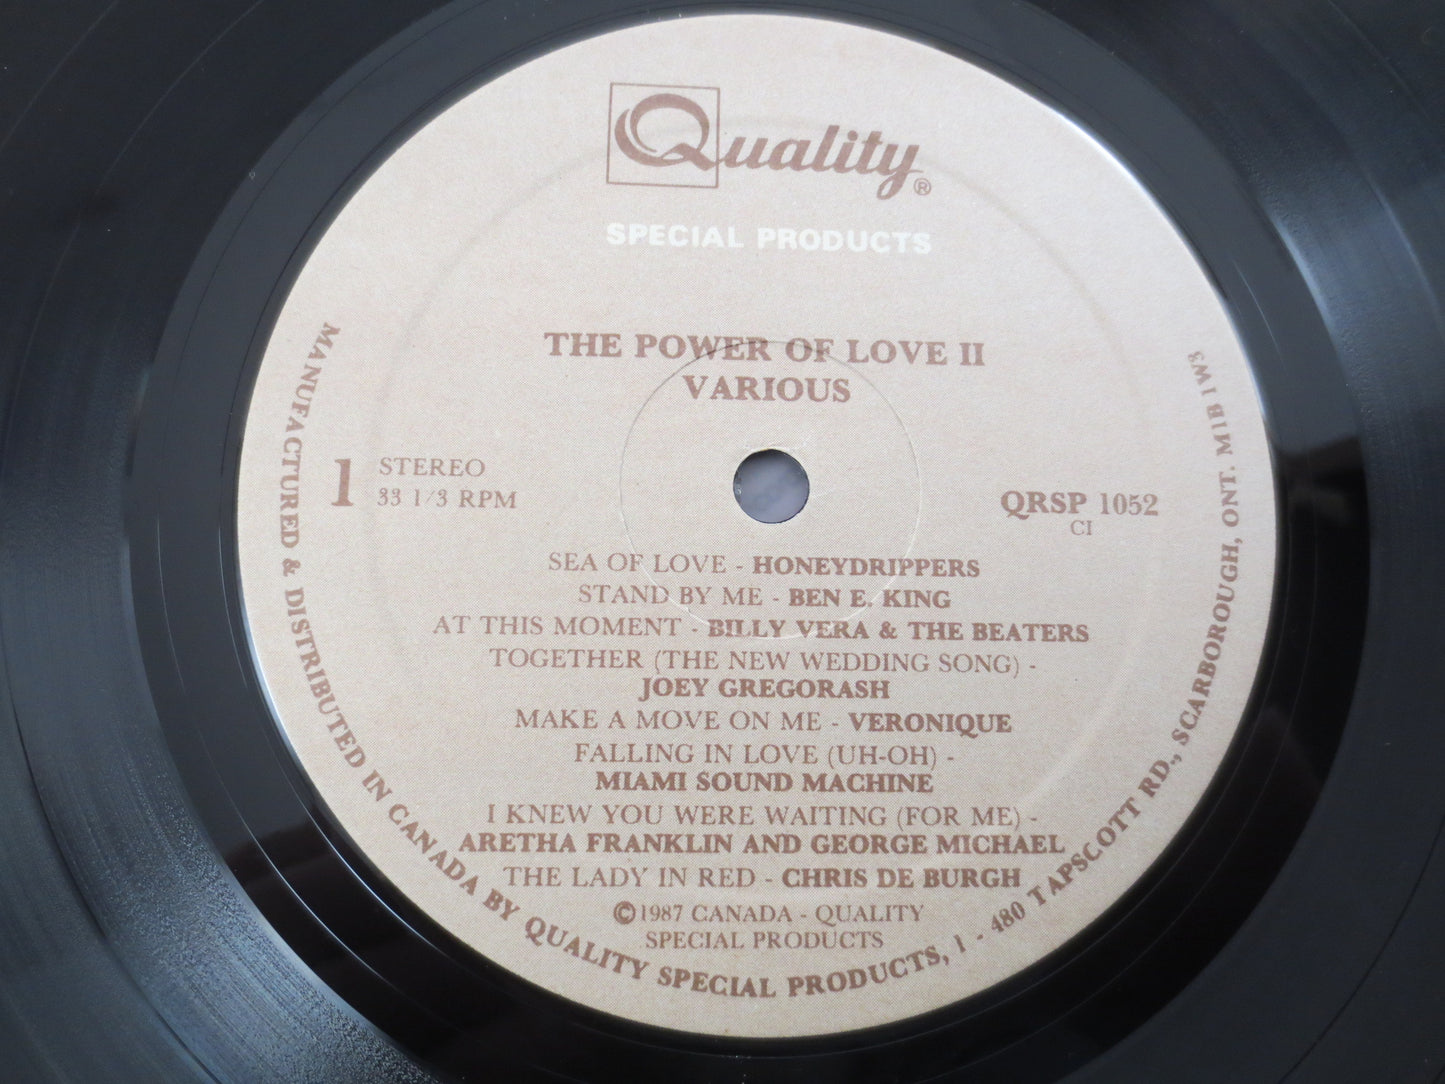 Quality®
SPECIAL PRODUCTS
THE POWER OF LOVE II
VARIOUS
1
STEREO
33 1/3 RPM
QRSP 1052
CI
SEA OF LOVE - HONEYDRIPPERS
STAND BY ME - BEN E. KING
AT THIS MOMENT - BILLY VERA & THE BEATERS
TOGETHER (THE NEW WEDDING SONG) -
JOEY GREGORASH
MAKE A MOVE ON ME - VERONIQUE
FALLING IN LOVE (UH-OH) -
MIAMI SOUND MACHINE
I KNEW YOU WERE WAITING (FOR ME) -
ARETHA FRANKLIN AND GEORGE MICHAEL
THE LADY IN RED - CHRIS DE BURGH
©1987 CANADA - QUALITY
SPECIAL PRODUCTS
MANUFACTURED & DISTRIBUTED IN CANADA BY QUALITY SPECIAL PRODUCTS, 1 - 480 TAPSCOTT RD., SCARBOROUGH, ONT. M1B 1W3